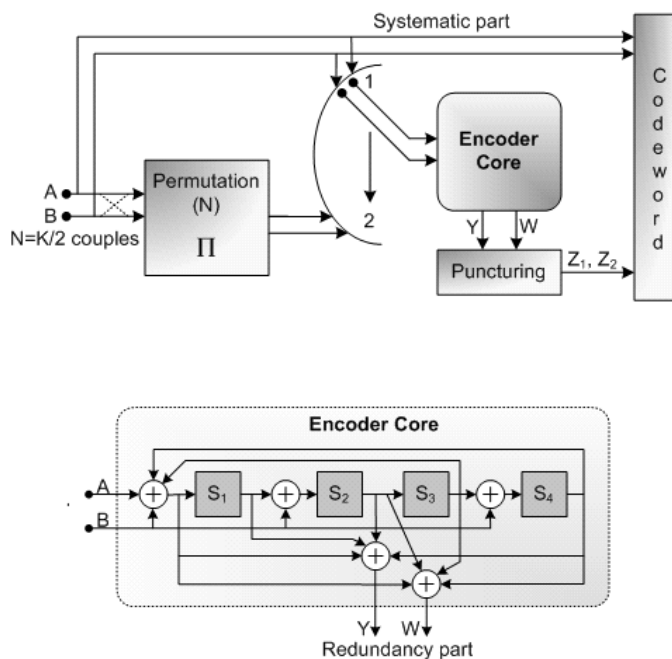 Systematic part
1
Encoder
Core
A
B
N=K/2 couples
Permutation
(N)
Π
2
Y W
Puncturing
Z1, Z2
Codeword
Encoder Core
A
B
S1
S2
S3
S4
Y W
Redundancy part